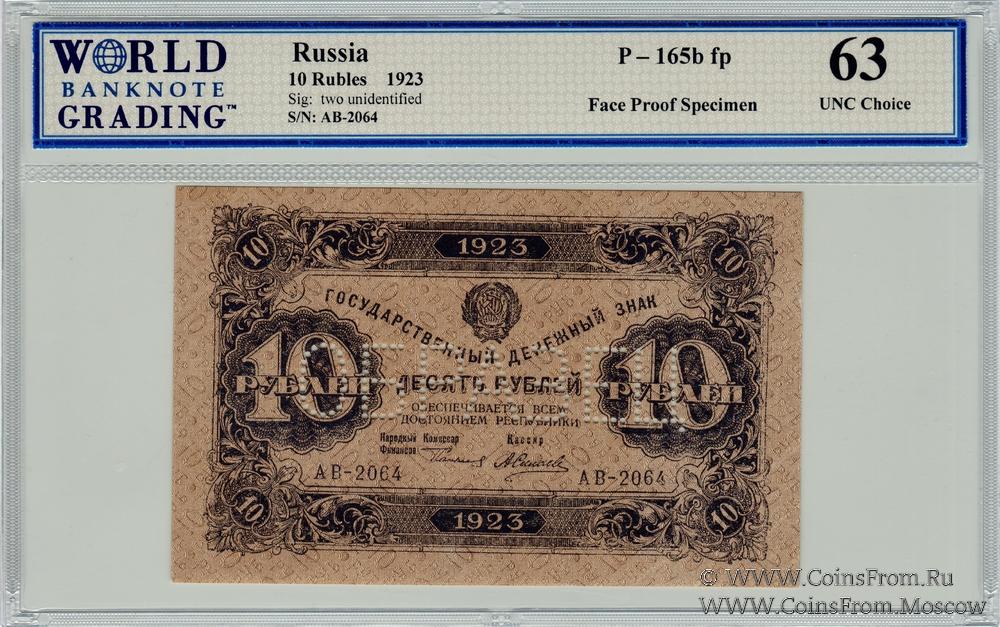 WORLD
BANKNOTE
GRADING™
Russia
10 Rubles 1923
Sig: two unidentified
S/N: AB-2064
P – 165b fp
Face Proof Specimen
63
UNC Choice
1923
10 10
ГОСУДАРСТВЕННЫЙ ДЕНЕЖНЫЙ ЗНАК
10 10
РУБЛЕЙ ДЕСЯТЬ РУБЛЕЙ РУБЛЕЙ
ОБРАЗЕЦ
ОБЕСПЕЧИВАЕТСЯ ВСЕМ
ДОСТОЯНИЕМ РЕСПУБЛИКИ
Народный Комиссар Кассир
Финансов
АВ-2064 АВ-2064
10 10
1923
© WWW.CoinsFrom.Ru
WWW.CoinsFrom.Moscow